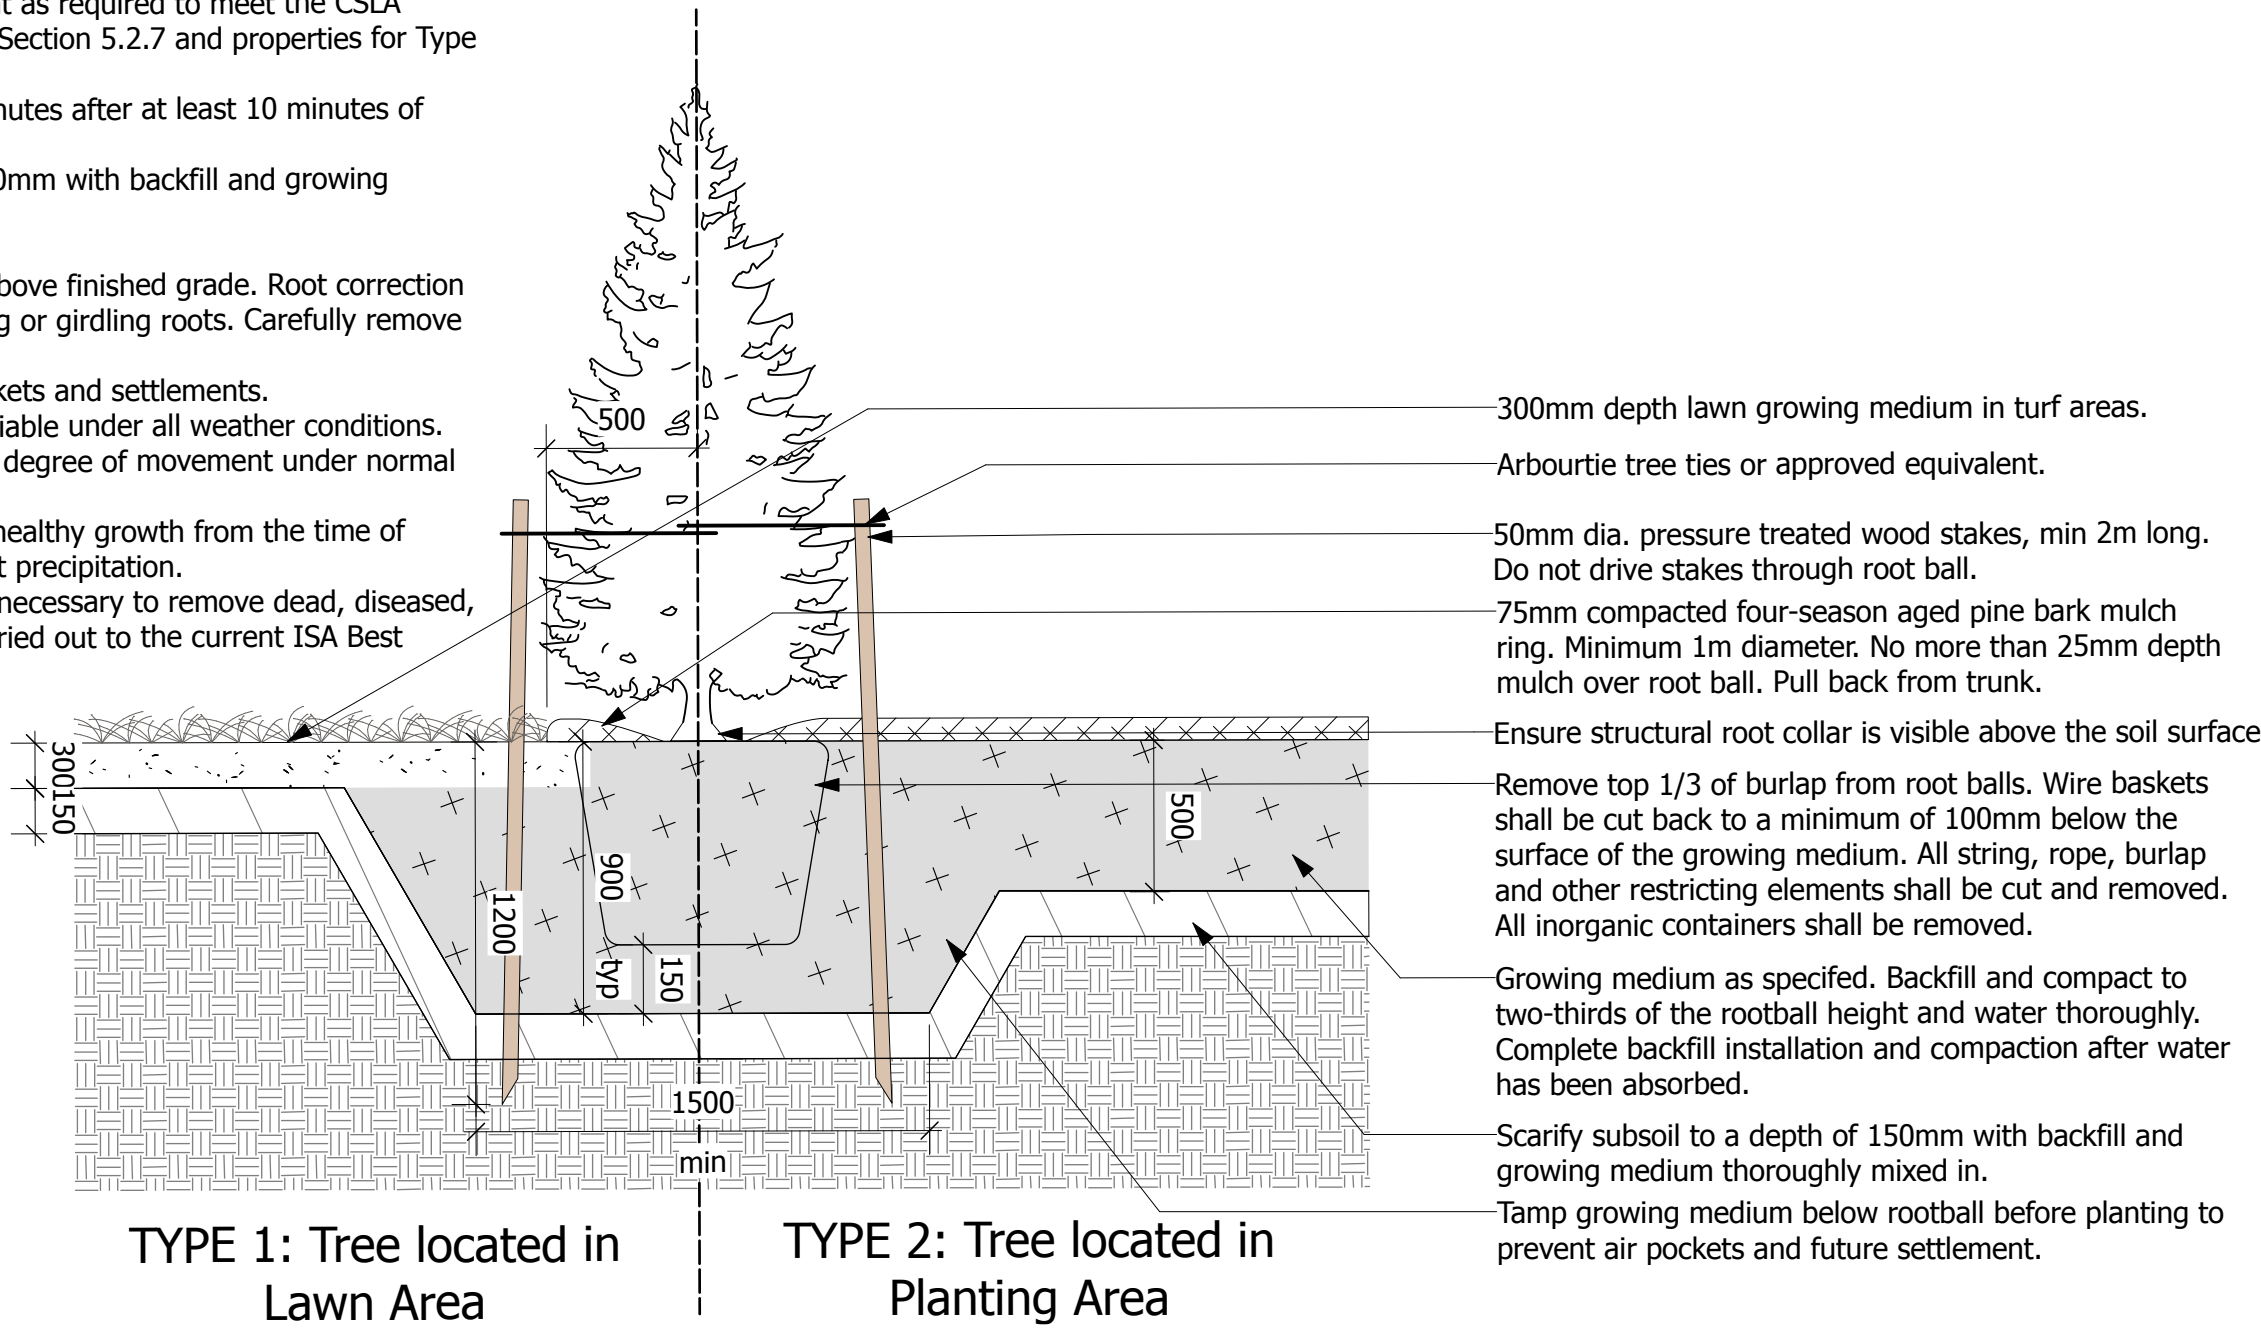 t as required to meet the CSLA
Section 5.2.7 and properties for Type
nutes after at least 10 minutes of
0mm with backfill and growing
bove finished grade. Root correction
g or girdling roots. Carefully remove
kets and settlements.
iable under all weather conditions.
degree of movement under normal
healthy growth from the time of
t precipitation.
necessary to remove dead, diseased,
ried out to the current ISA Best
500
300
150
1200
900
typ
150
500
1500
min
300mm depth lawn growing medium in turf areas.
Arbourtie tree ties or approved equivalent.
50mm dia. pressure treated wood stakes, min 2m long.
Do not drive stakes through root ball.
75mm compacted four-season aged pine bark mulch
ring. Minimum 1m diameter. No more than 25mm depth
mulch over root ball. Pull back from trunk.
Ensure structural root collar is visible above the soil surface
Remove top 1/3 of burlap from root balls. Wire baskets
shall be cut back to a minimum of 100mm below the
surface of the growing medium. All string, rope, burlap
and other restricting elements shall be cut and removed.
All inorganic containers shall be removed.
Growing medium as specifed. Backfill and compact to
two-thirds of the rootball height and water thoroughly.
Complete backfill installation and compaction after water
has been absorbed.
Scarify subsoil to a depth of 150mm with backfill and
growing medium thoroughly mixed in.
Tamp growing medium below rootball before planting to
prevent air pockets and future settlement.
TYPE 1: Tree located in
Lawn Area
TYPE 2: Tree located in
Planting Area